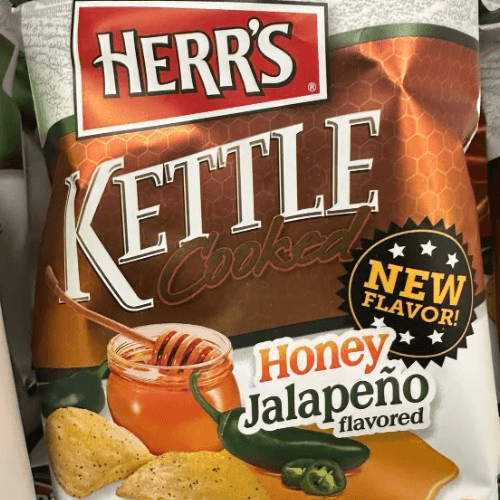 HERR'S
®
KETTLE
Cooked
NEW
FLAVOR!
Honey
Jalapeño
flavored